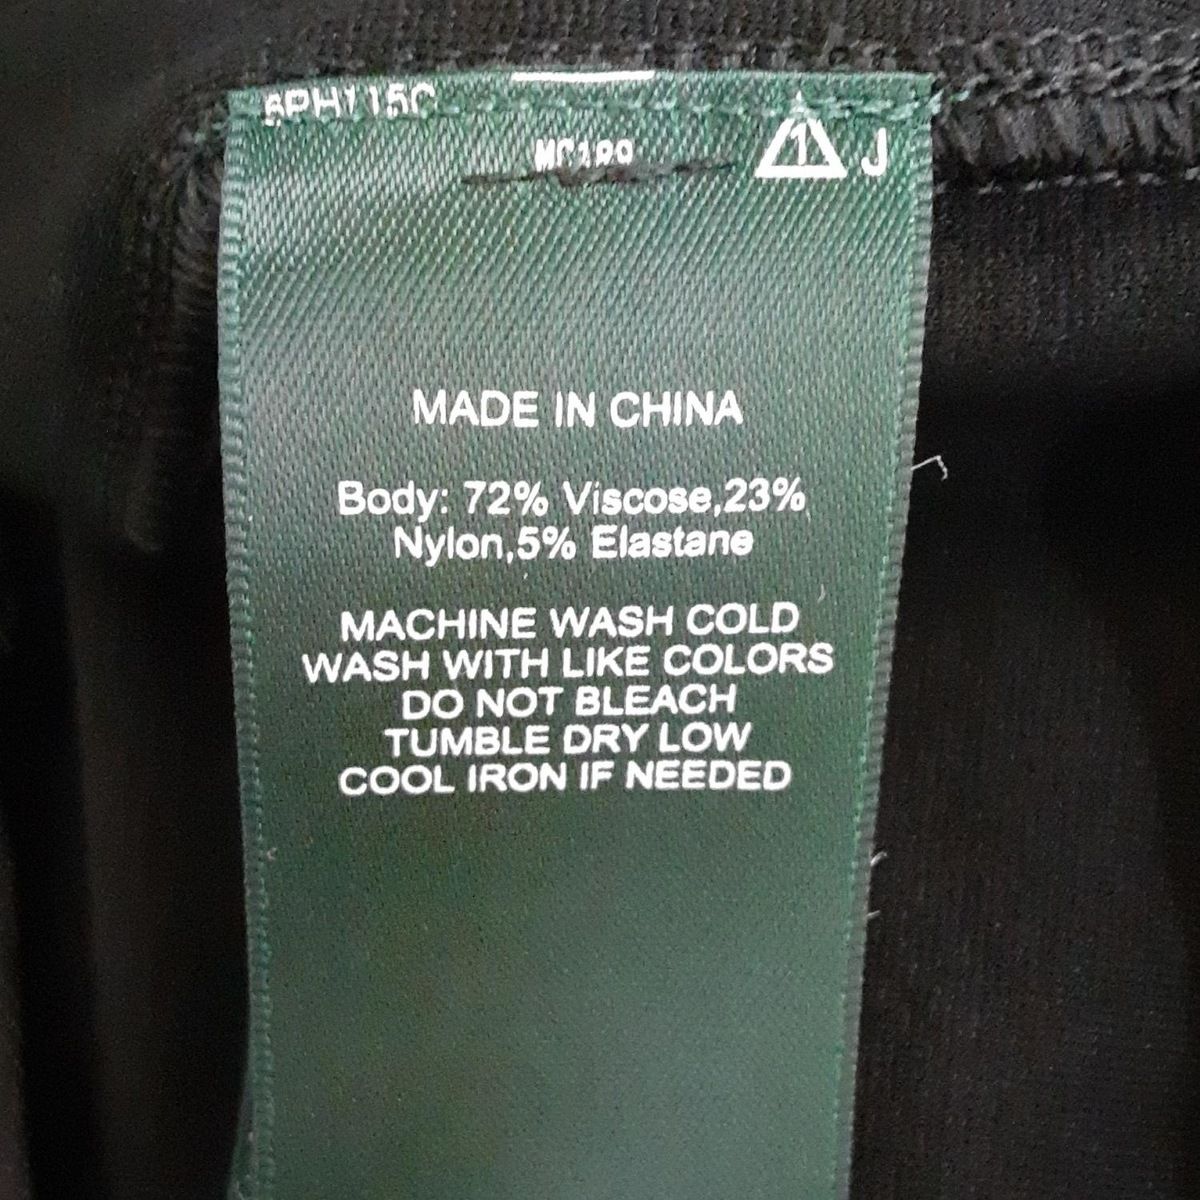 1 J
MADE IN CHINA
Body: 72% Viscose,23%
Nylon,5% Elastane
MACHINE WASH COLD
WASH WITH LIKE COLORS
DO NOT BLEACH
TUMBLE DRY LOW
COOL IRON IF NEEDED